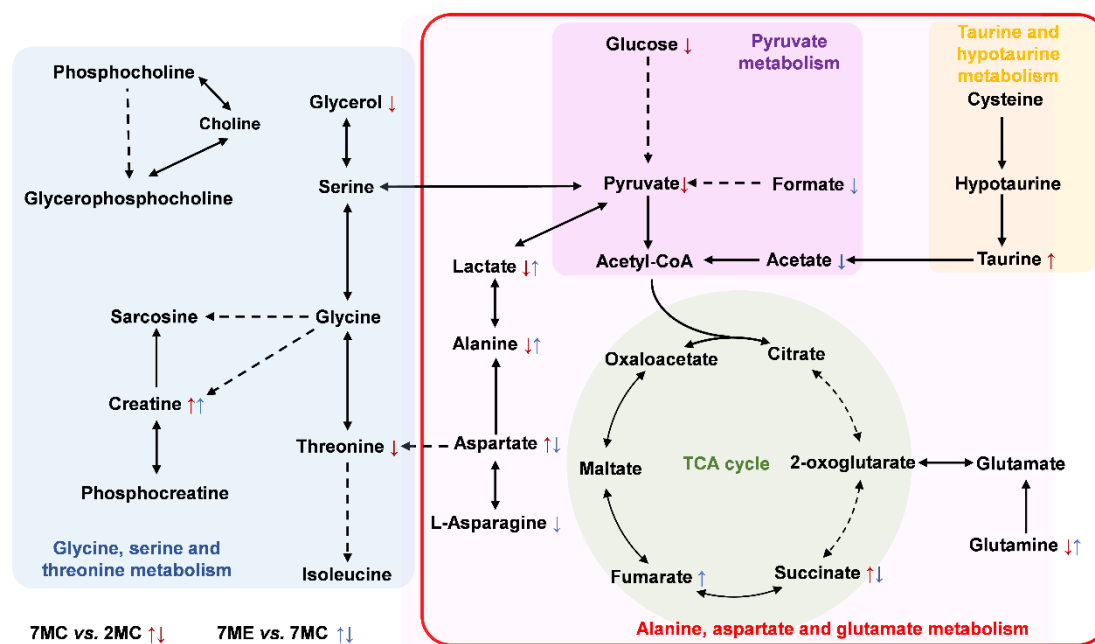 Glucose ↓
Pyruvate
metabolism
Taurine and
hypotaurine
metabolism
Phosphocholine
Glycerol ↓
Choline
Cysteine
Glycerophosphocholine
Serine
Pyruvate ↓
Formate ↓
Hypotaurine
Lactate ↓↑
Acetyl-CoA
Acetate ↓
Taurine ↑
Sarcosine
Glycine
Alanine ↓↑
Oxaloacetate
Citrate
Creatine ↑↑
Threonine ↓
Aspartate ↑↓
Maltate
TCA cycle
2-oxoglutarate
Glutamate
Phosphocreatine
L-Asparagine ↓
Glutamine ↓↑
Glycine, serine and
threonine metabolism
Isoleucine
Fumarate ↑
Succinate ↑↓
7MC vs. 2MC ↑↓
7ME vs. 7MC ↑↓
Alanine, aspartate and glutamate metabolism